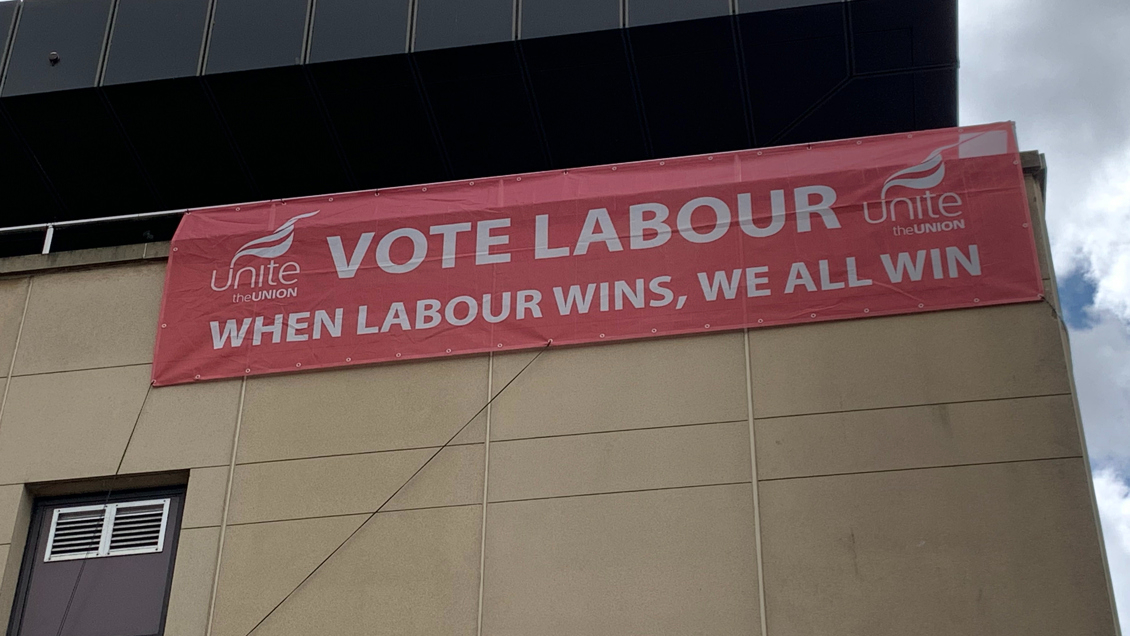 unite
theUNION
VOTE LABOUR
unite
theUNION
WHEN LABOUR WINS, WE ALL WIN